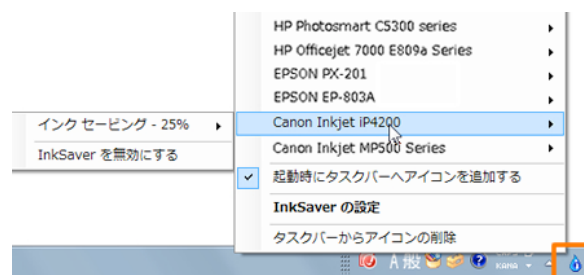 HP Photosmart C5300 series
HP Officejet 7000 E809a Series
EPSON PX-201
EPSON EP-803A
Canon Inkjet iP4200
Canon Inkjet MP500 Series
インク セービング - 25%
InkSaver を無効にする
起動時にタスクバーへアイコンを追加する
InkSaver の設定
タスクバーからアイコンの削除
A 般
KANA